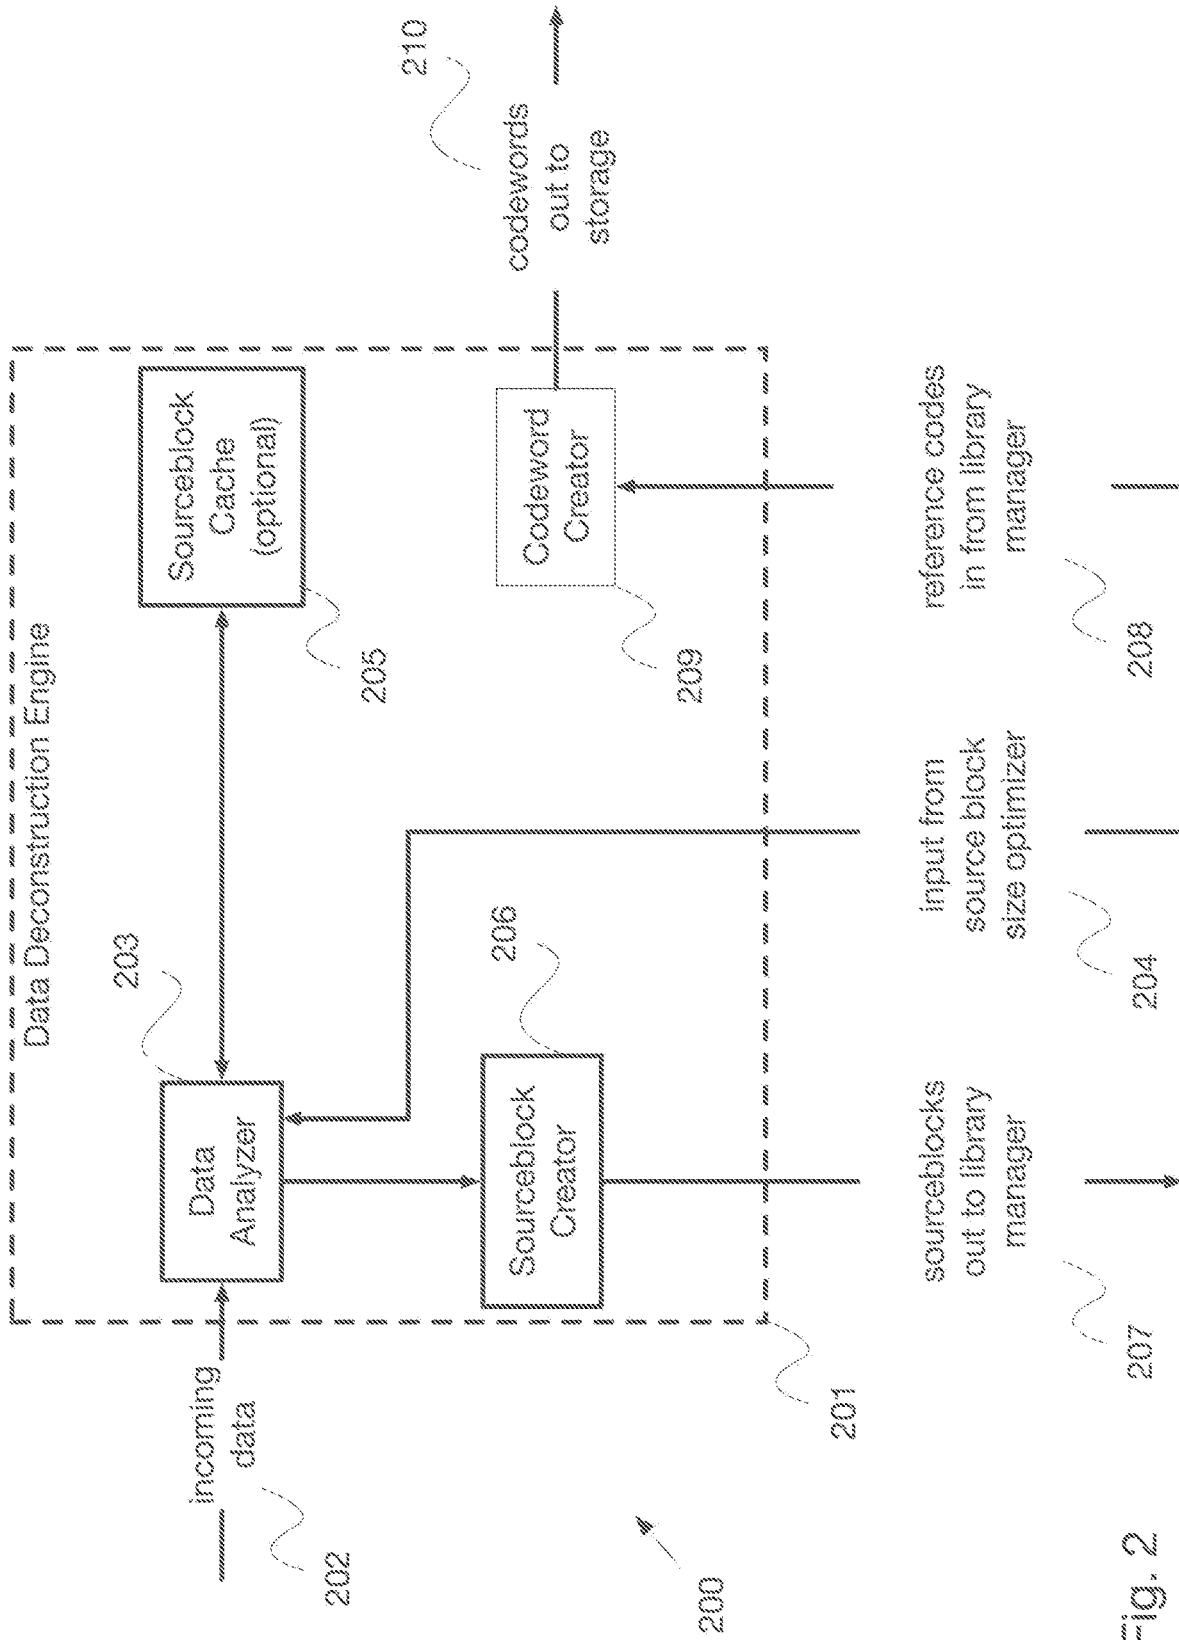 Data Deconstruction Engine
incoming
data
202
Data
Analyzer
203
Sourceblock
Cache
(optional)
205
Sourceblock
Creator
206
Codeword
Creator
209
codewords
out to
storage
210
201
200
sourceblocks
out to library
manager
207
input from
source block
size optimizer
204
reference codes
in from library
manager
208
Fig. 2